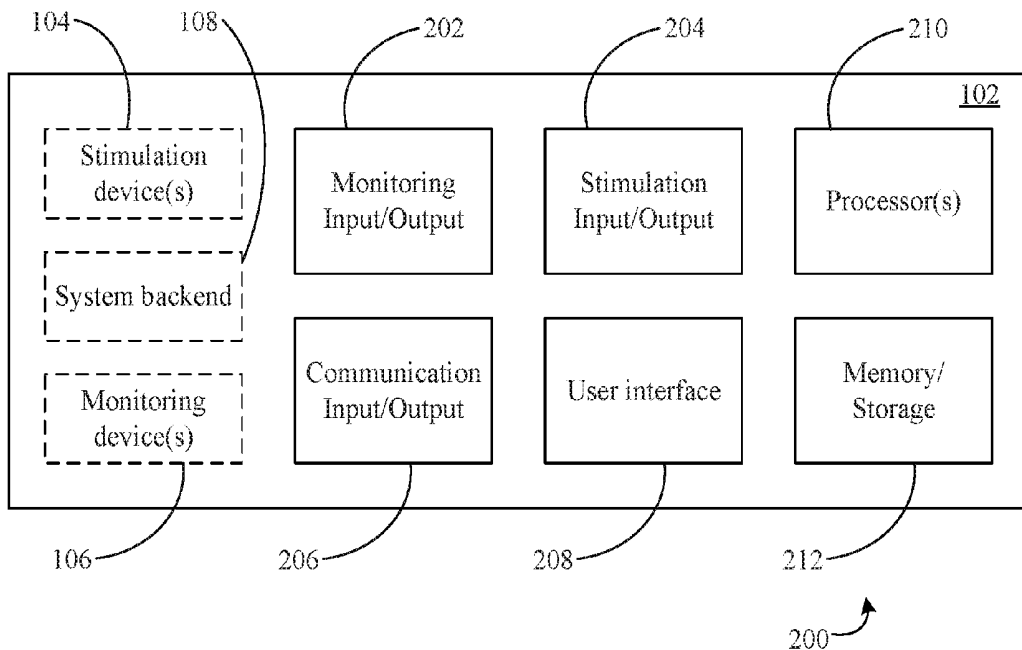 104
108
202
204
210
102
Stimulation
device(s)
Monitoring
Input/Output
Stimulation
Input/Output
Processor(s)
System backend
Monitoring
device(s)
Communication
Input/Output
User interface
Memory/
Storage
106
206
208
212
200